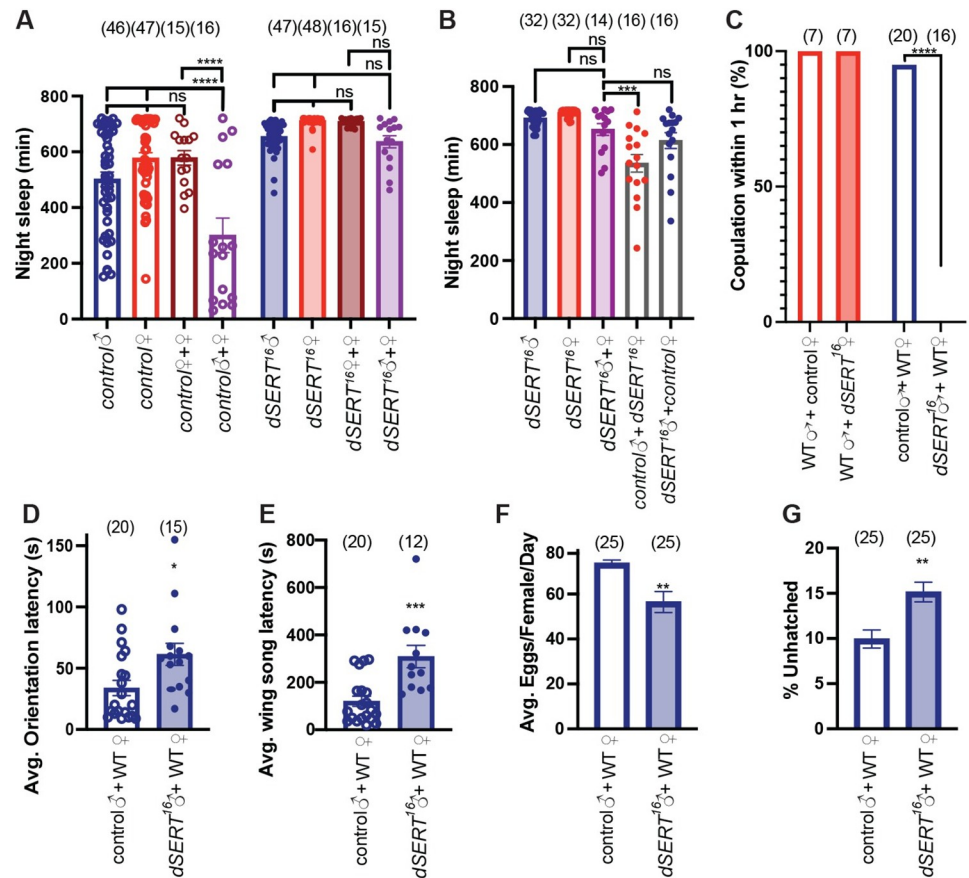 A
(46)(47)(15)(16)
(47)(48)(16)(15)
ns
****
ns
****
ns
ns
Night sleep (min)
800
600
400
200
0
control♂
control♀
control♀+♀
control♂+♀
dSERT¹⁶♂
dSERT¹⁶♀
dSERT¹⁶♀+♀
dSERT¹⁶♂+♀
B
(32) (32) (14) (16) (16)
ns
ns
ns
***
Night sleep (min)
800
600
400
200
0
dSERT¹⁶♂
dSERT¹⁶♀
dSERT¹⁶♂+♀
control♂+dSERT¹⁶♀
dSERT¹⁶♂+control♀
C
(7) (7) (20) (16)
****
Copulation within 1 hr (%)
100
50
0
WT♂+ control♀
WT♂+ dSERT¹⁶♀
control♂+ WT♀
dSERT¹⁶♂+ WT♀
D
(20) (15)
*
Avg. Orientation latency (s)
150
100
50
0
control♂+ WT ♀
dSERT¹⁶♂+ WT ♀
E
(20) (12)
***
Avg. wing song latency (s)
800
600
400
200
0
control♂+ WT ♀
dSERT¹⁶♂+ WT ♀
F
(25) (25)
**
Avg. Eggs/Female/Day
80
60
40
20
0
control♂+ WT ♀
dSERT¹⁶♂+ WT ♀
G
(25) (25)
**
% Unhatched
20
15
10
5
0
control♂+ WT ♀
dSERT¹⁶♂+ WT ♀